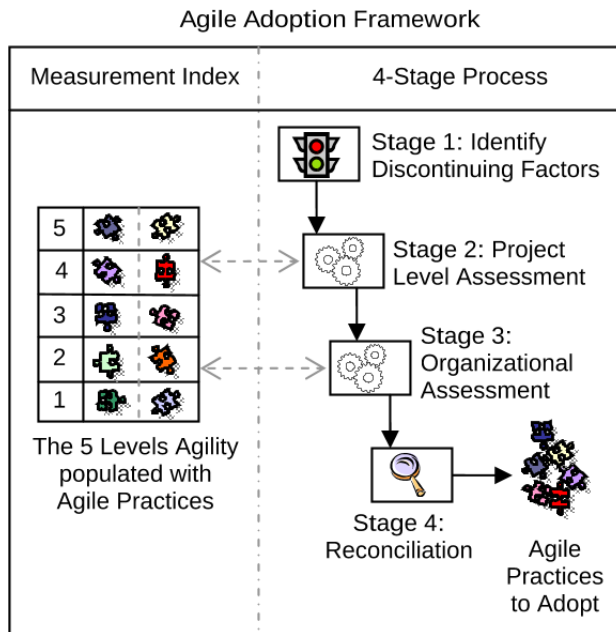 Agile Adoption Framework
Measurement Index
4-Stage Process
Stage 1: Identify
Discontinuing Factors
5
4
3
2
1
Stage 2: Project
Level Assessment
Stage 3:
Organizational
Assessment
The 5 Levels Agility
populated with
Agile Practices
Stage 4:
Reconciliation
Agile
Practices
to Adopt